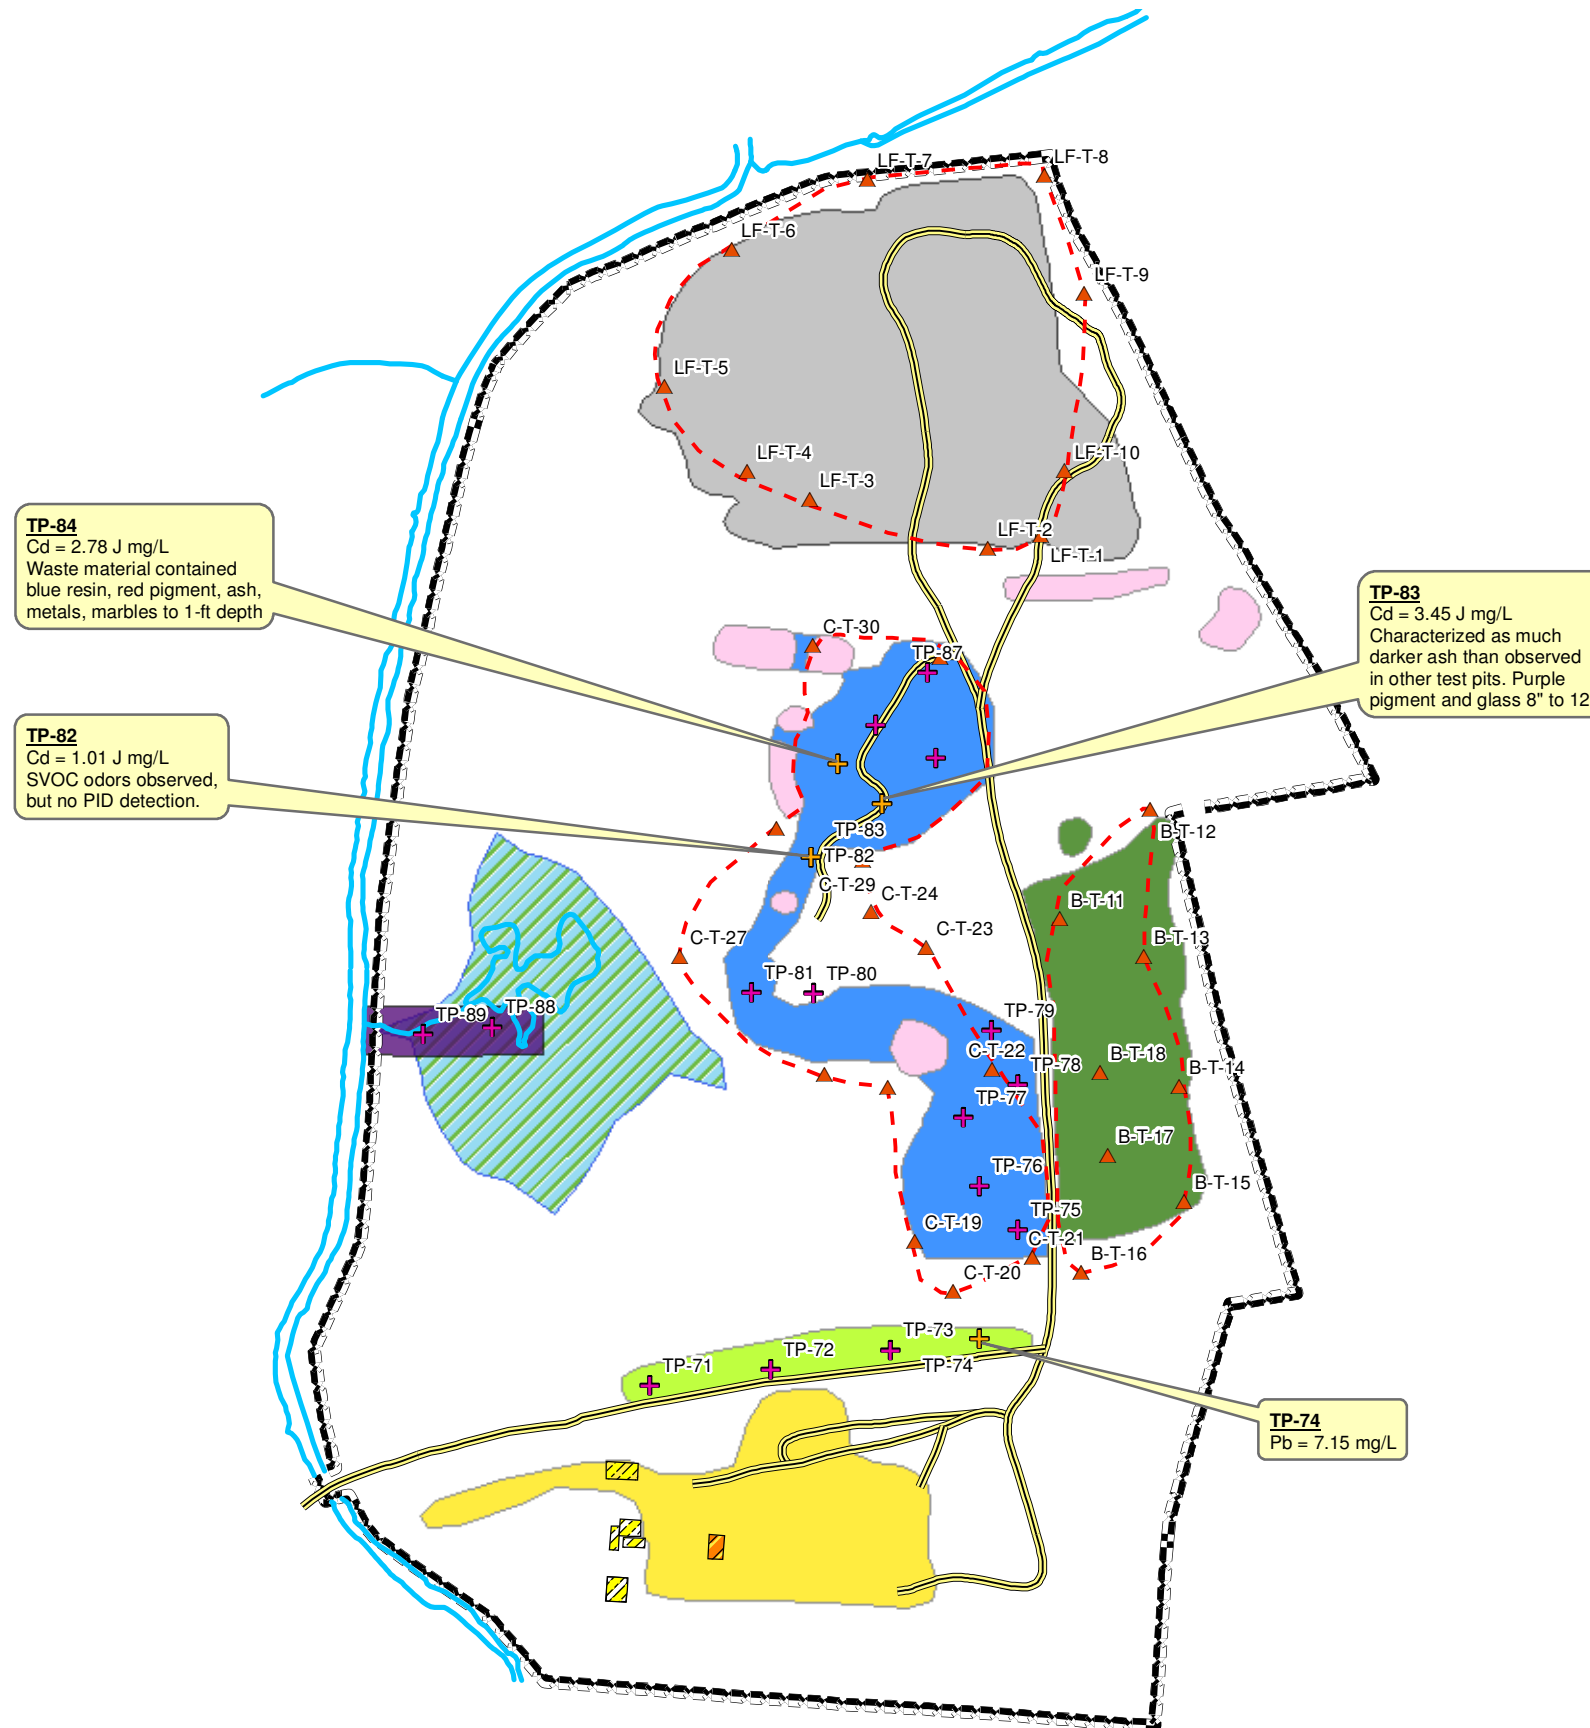 LF-T-7
LF-T-8
LF-T-6
LF-T-9
LF-T-5
LF-T-4
LF-T-10
LF-T-3
LF-T-2
LF-T-1
TP-84
Cd = 2.78 J mg/L
Waste material contained
blue resin, red pigment, ash,
metals, marbles to 1-ft depth
TP-83
Cd = 3.45 J mg/L
Characterized as much
darker ash than observed
in other test pits. Purple
pigment and glass 8" to 12
C-T-30
TP-87
TP-82
Cd = 1.01 J mg/L
SVOC odors observed,
but no PID detection.
TP-83
TP-82
B-T-12
C-T-29
C-T-24
B-T-11
C-T-23
B-T-13
C-T-27
TP-81
TP-80
TP-89
TP-88
TP-79
C-T-22
TP-78
B-T-18
B-T-14
TP-77
B-T-17
TP-76
B-T-15
TP-75
C-T-19
C-T-21
B-T-16
C-T-20
TP-73
TP-72
TP-74
TP-71
TP-74
Pb = 7.15 mg/L